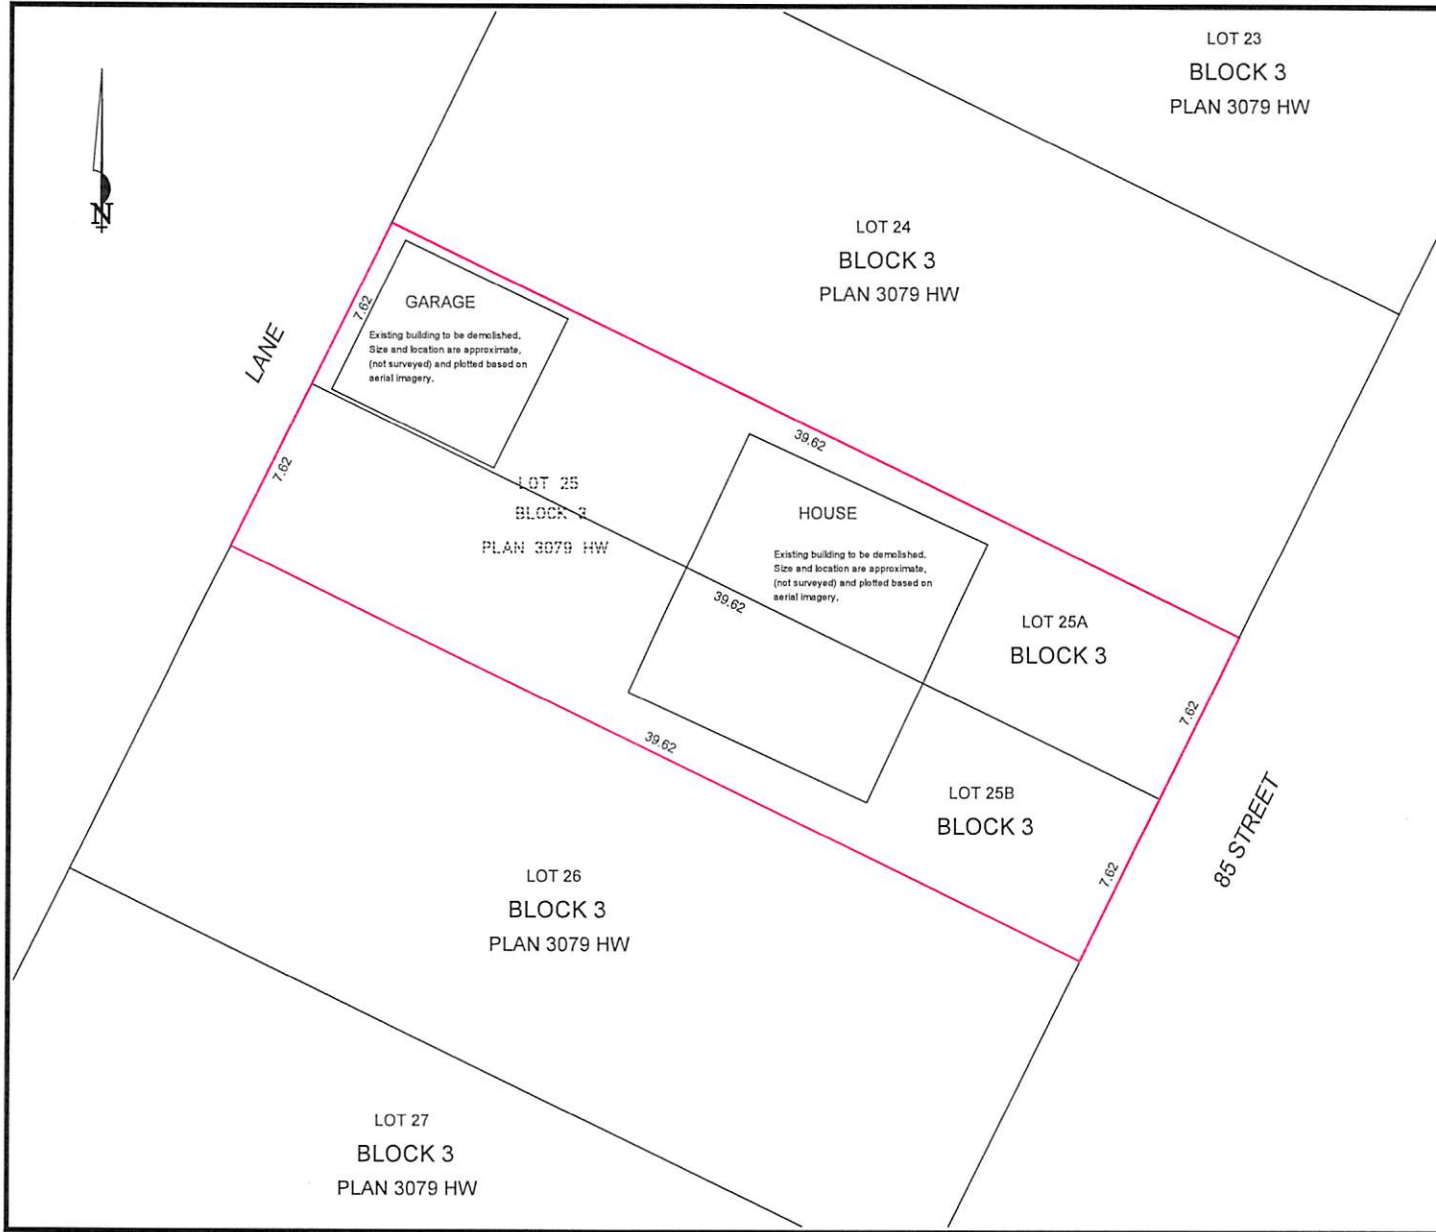 LOT 23
BLOCK 3
PLAN 3079 HW
N
LOT 24
BLOCK 3
PLAN 3079 HW
LANE
7.62
GARAGE
Existing building to be demolished.
Size and location are approximate,
(not surveyed) and plotted based on
aerial imagery.
39.62
7.62
LOT 25
BLOCK 3
PLAN 3079 HW
HOUSE
Existing building to be demolished.
Size and location are approximate,
(not surveyed) and plotted based on
aerial imagery.
39.62
LOT 25A
BLOCK 3
7.62
39.62
LOT 25B
BLOCK 3
7.62
85 STREET
LOT 26
BLOCK 3
PLAN 3079 HW
LOT 27
BLOCK 3
PLAN 3079 HW